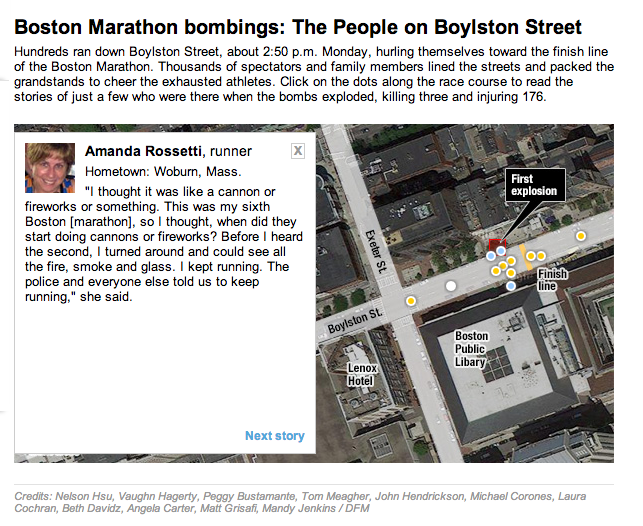 Boston Marathon bombings: The People on Boylston Street
Hundreds ran down Boylston Street, about 2:50 p.m. Monday, hurling themselves toward the finish line
of the Boston Marathon. Thousands of spectators and family members lined the streets and packed the
grandstands to cheer the exhausted athletes. Click on the dots along the race course to read the
stories of just a few who were there when the bombs exploded, killing three and injuring 176.
Amanda Rossetti, runner
X
Hometown: Woburn, Mass.
"I thought it was like a cannon or
fireworks or something. This was my sixth
Boston [marathon], so I thought, when did they
start doing cannons or fireworks? Before I heard
the second, I turned around and could see all
the fire, smoke and glass. I kept running. The
police and everyone else told us to keep
running," she said.
Next story
First
explosion
Exeter St.
Finish
line
Boylston St.
Boston
Public
Libary
Lenox
Hotel
Credits: Nelson Hsu, Vaughn Hagerty, Peggy Bustamante, Tom Meagher, John Hendrickson, Michael Corones, Laura
Cochran, Beth Davidz, Angela Carter, Matt Grisafi, Mandy Jenkins / DFM